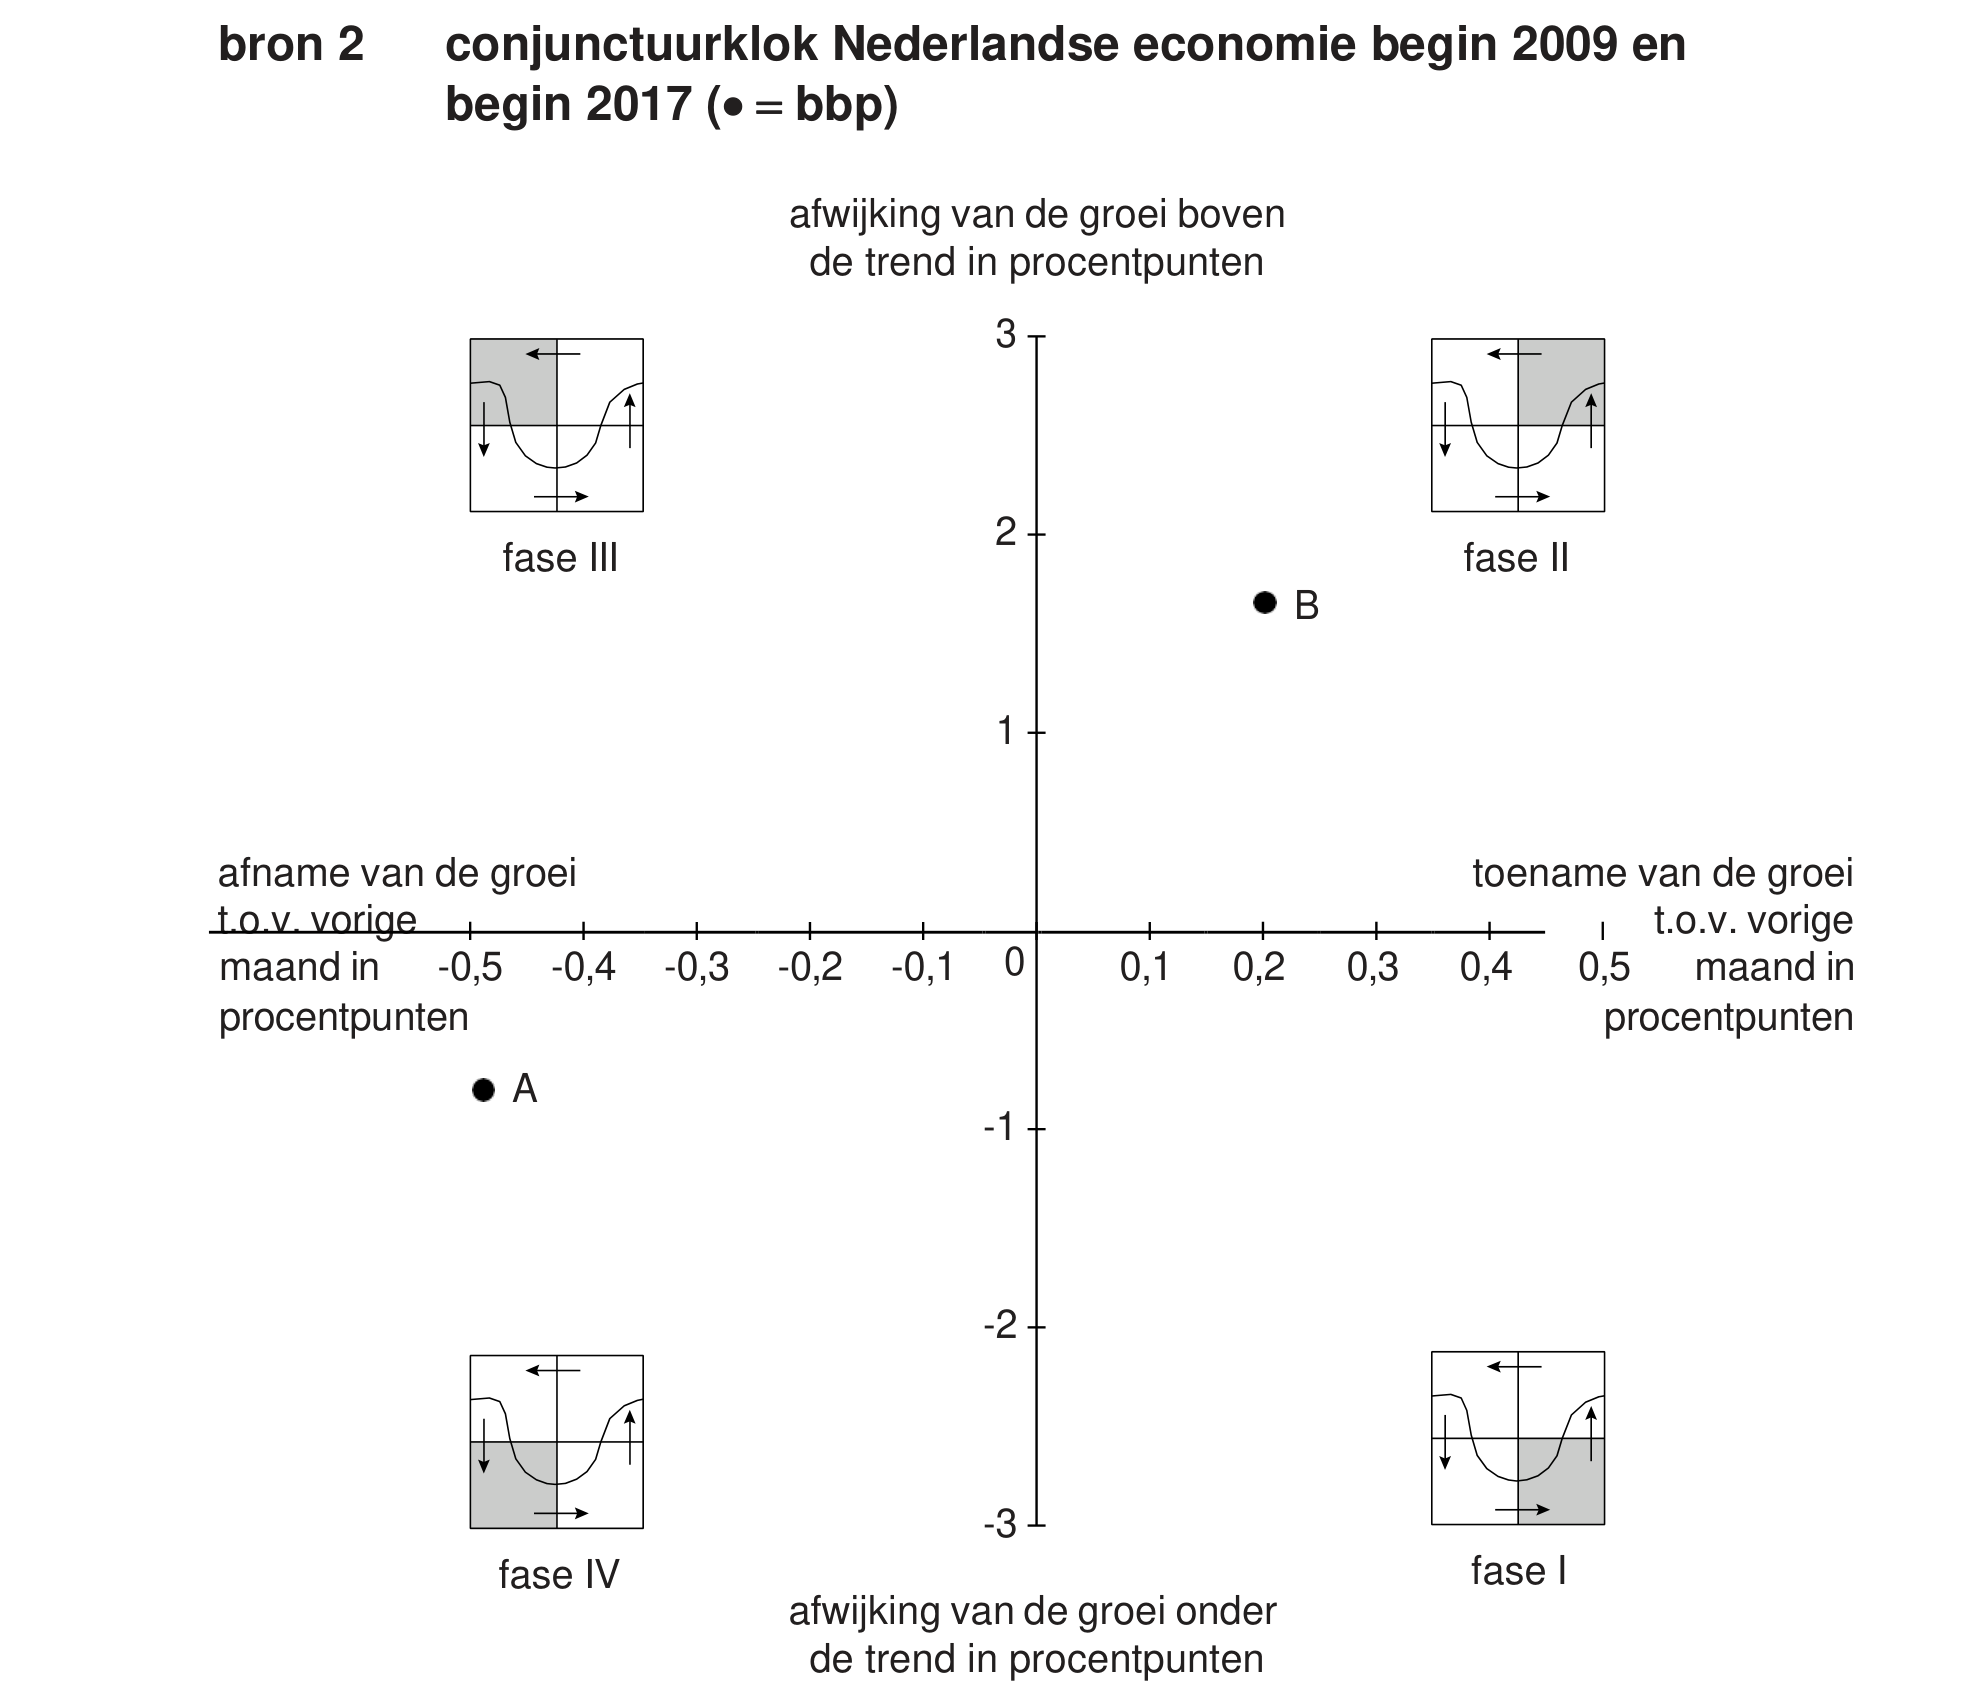 bron 2 conjunctuurklok Nederlandse economie begin 2009 en
begin 2017 (• = bbp)
afwijking van de groei boven
de trend in procentpunten
3
fase III
2
fase II
B
1
afname van de groei
t.o.v. vorige
maand in
procentpunten
toename van de groei
t.o.v. vorige
maand in
procentpunten
-0,5 -0,4 -0,3 -0,2 -0,1 0 0,1 0,2 0,3 0,4 0,5
A
-1
-2
-3
fase IV
fase I
afwijking van de groei onder
de trend in procentpunten